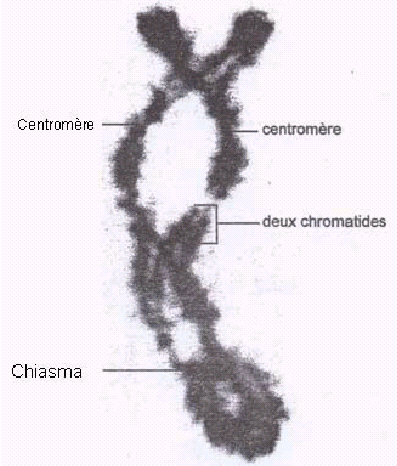 Centromère
centromère
deux chromatides
Chiasma